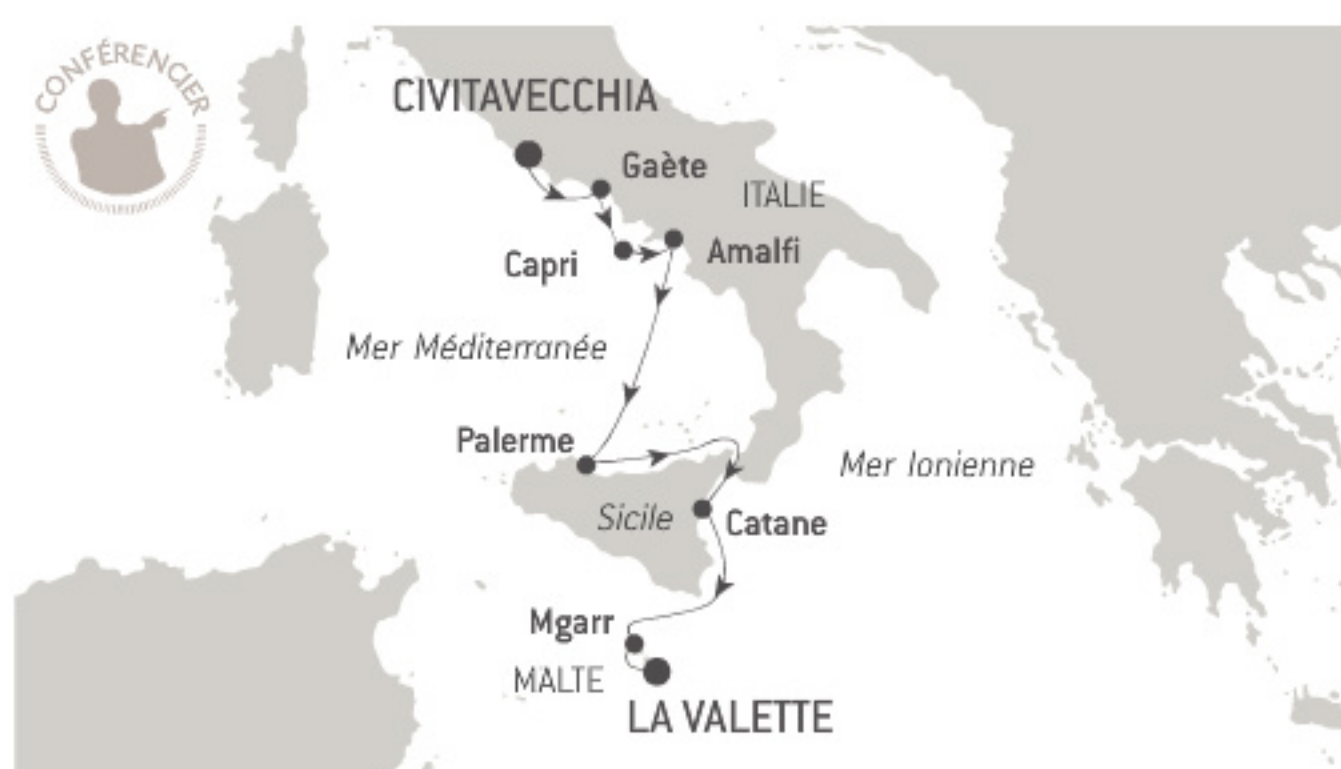 CONFÉRENCIER
CIVITAVECCHIA
Gaète
ITALIE
Capri
Amalfi
Mer Méditerranée
Palerme
Mer Ionienne
Sicile
Catane
Mgarr
MALTE
LA VALETTE